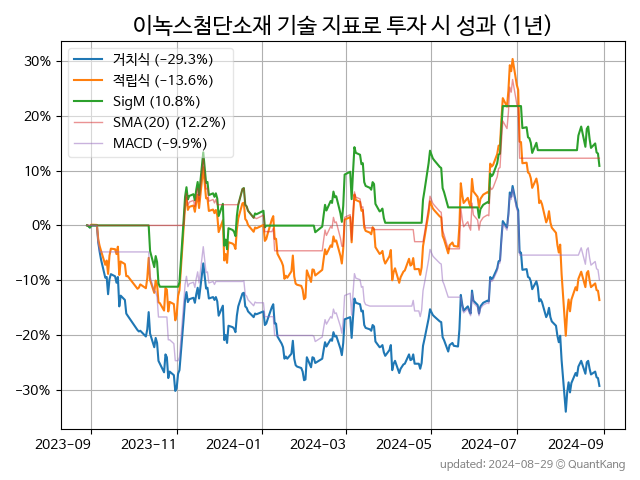 이녹스첨단소재 기술 지표로 투자 시 성과 (1년)
거치식 (−29.3%)
적립식 (−13.6%)
SigM (10.8%)
SMA(20) (12.2%)
MACD (−9.9%)
30%
20%
10%
0%
−10%
−20%
−30%
2023-09
2023-11
2024-01
2024-03
2024-05
2024-07
2024-09
updated: 2024-08-29 © QuantKang